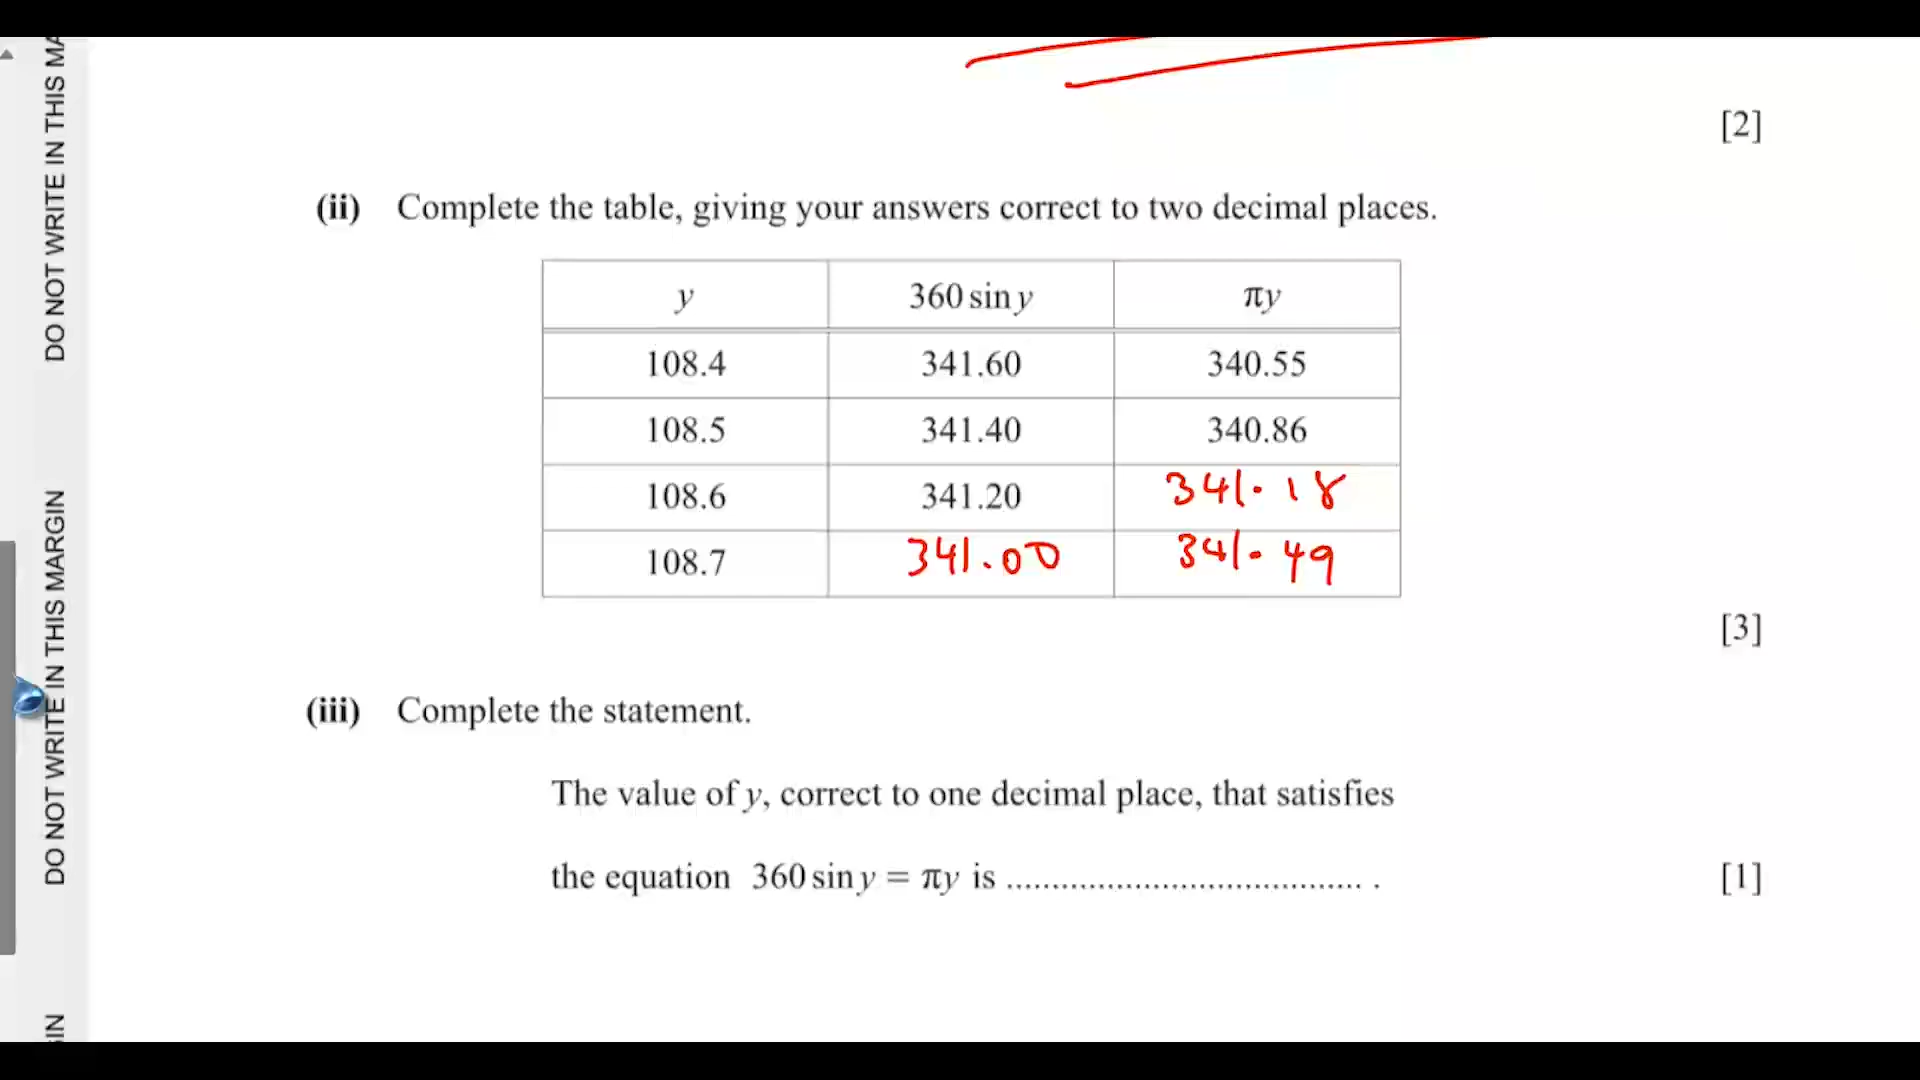 DO NOT WRITE IN THIS MA
DO NOT WRITE IN THIS MARGIN
GIN
[2]
(ii) Complete the table, giving your answers correct to two decimal places.
y 360 sin y πy
108.4 341.60 340.55
108.5 341.40 340.86
108.6 341.20 341.18
108.7 341.00 341.49
[3]
(iii) Complete the statement.
The value of y, correct to one decimal place, that satisfies
the equation 360 sin y = πy is ....................................... . [1]